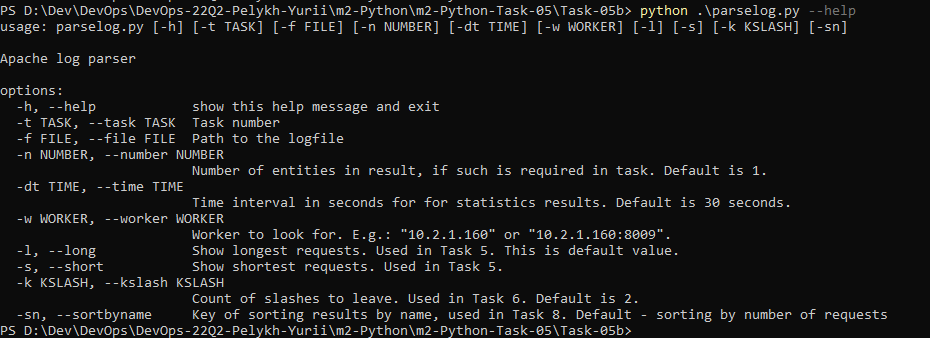 PS D:\Dev\DevOps\DevOps-22Q2-Pelykh-Yurii\m2-Python\m2-Python-Task-05\Task-05b> python .\parselog.py --help
usage: parselog.py [-h] [-t TASK] [-f FILE] [-n NUMBER] [-dt TIME] [-w WORKER] [-l] [-s] [-k KSLASH] [-sn]

Apache log parser

options:
  -h, --help            show this help message and exit
  -t TASK, --task TASK  Task number
  -f FILE, --file FILE  Path to the logfile
  -n NUMBER, --number NUMBER
                        Number of entities in result, if such is required in task. Default is 1.
  -dt TIME, --time TIME
                        Time interval in seconds for for statistics results. Default is 30 seconds.
  -w WORKER, --worker WORKER
                        Worker to look for. E.g.: "10.2.1.160" or "10.2.1.160:8009".
  -l, --long            Show longest requests. Used in Task 5. This is default value.
  -s, --short           Show shortest requests. Used in Task 5.
  -k KSLASH, --kslash KSLASH
                        Count of slashes to leave. Used in Task 6. Default is 2.
  -sn, --sortbyname     Key of sorting results by name, used in Task 8. Default - sorting by number of requests
PS D:\Dev\DevOps\DevOps-22Q2-Pelykh-Yurii\m2-Python\m2-Python-Task-05\Task-05b>